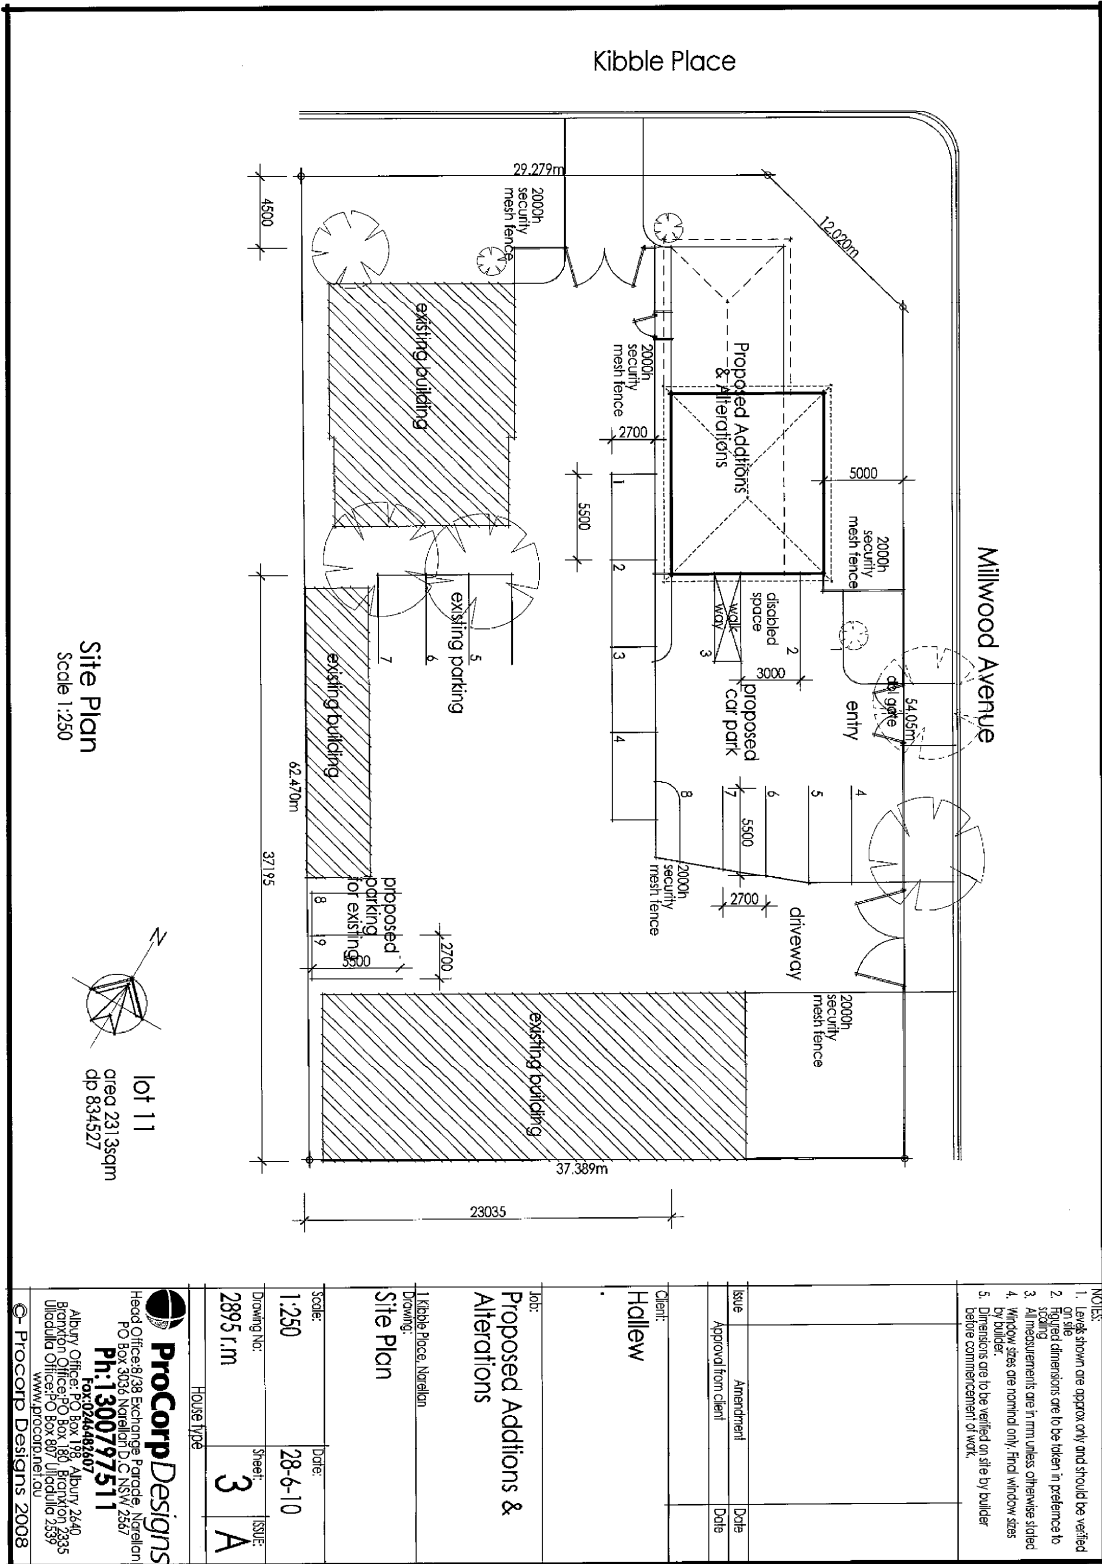 Kibble Place
Millwood Avenue
29.279m
12.020m
4500
2000h
security
mesh fence
existing building
2000h
security
mesh fence
Proposed Addtions
& Alterations
2700
5500
5000
2000h
security
mesh fence
1
2
3
4
disabled
space
walk
way
2
3
3000
proposed
car park
entry
dbl gate
54.05m
existing parking
5
6
7
existing building
62.470m
37195
4
5
6
7
8
5500
2700
2000h
security
mesh fence
driveway
proposed
parking
for existing
8
9
5500
2700
2000h
security
mesh fence
existing building
37.389m
23035
Site Plan
Scale 1:250
N
lot 11
area 2313sqm
dp 834527
NOTES:
1. Levels shown are approx only and should be verified
on site
2. figured dimensions are to be taken in prefernce to
scaling
3. All measurements are in mm unless otherwise stated
4. Window sizes are nominal only. Final window sizes
by builder.
5. Dimensions are to be verified on site by builder
before commencement of work.
Issue Amendment Date
Approval from client Date
Client:
Hallew
Job:
Proposed Addtions &
Alterations
1 Kibble Place, Narellan
Drawing:
Site Plan
Scale: Date:
1:250 28-6-10
Drawing No: Sheet: ISSUE:
2895 r.m 3 A
House type
ProCorpDesigns
Head Office:8/38 Exchange Parade, Narellan
PO Box 3036 Narellan D.C NSW 2567
Ph:1300797511
Fax:0246482607
Albury Office: PO Box 198, Albury 2640
Branxton Office:PO Box 180, Branxton 2335
Ulladulla Office:PO Box 807, Ulladulla 2539
www.procorp.net.au
© Procorp Designs 2008